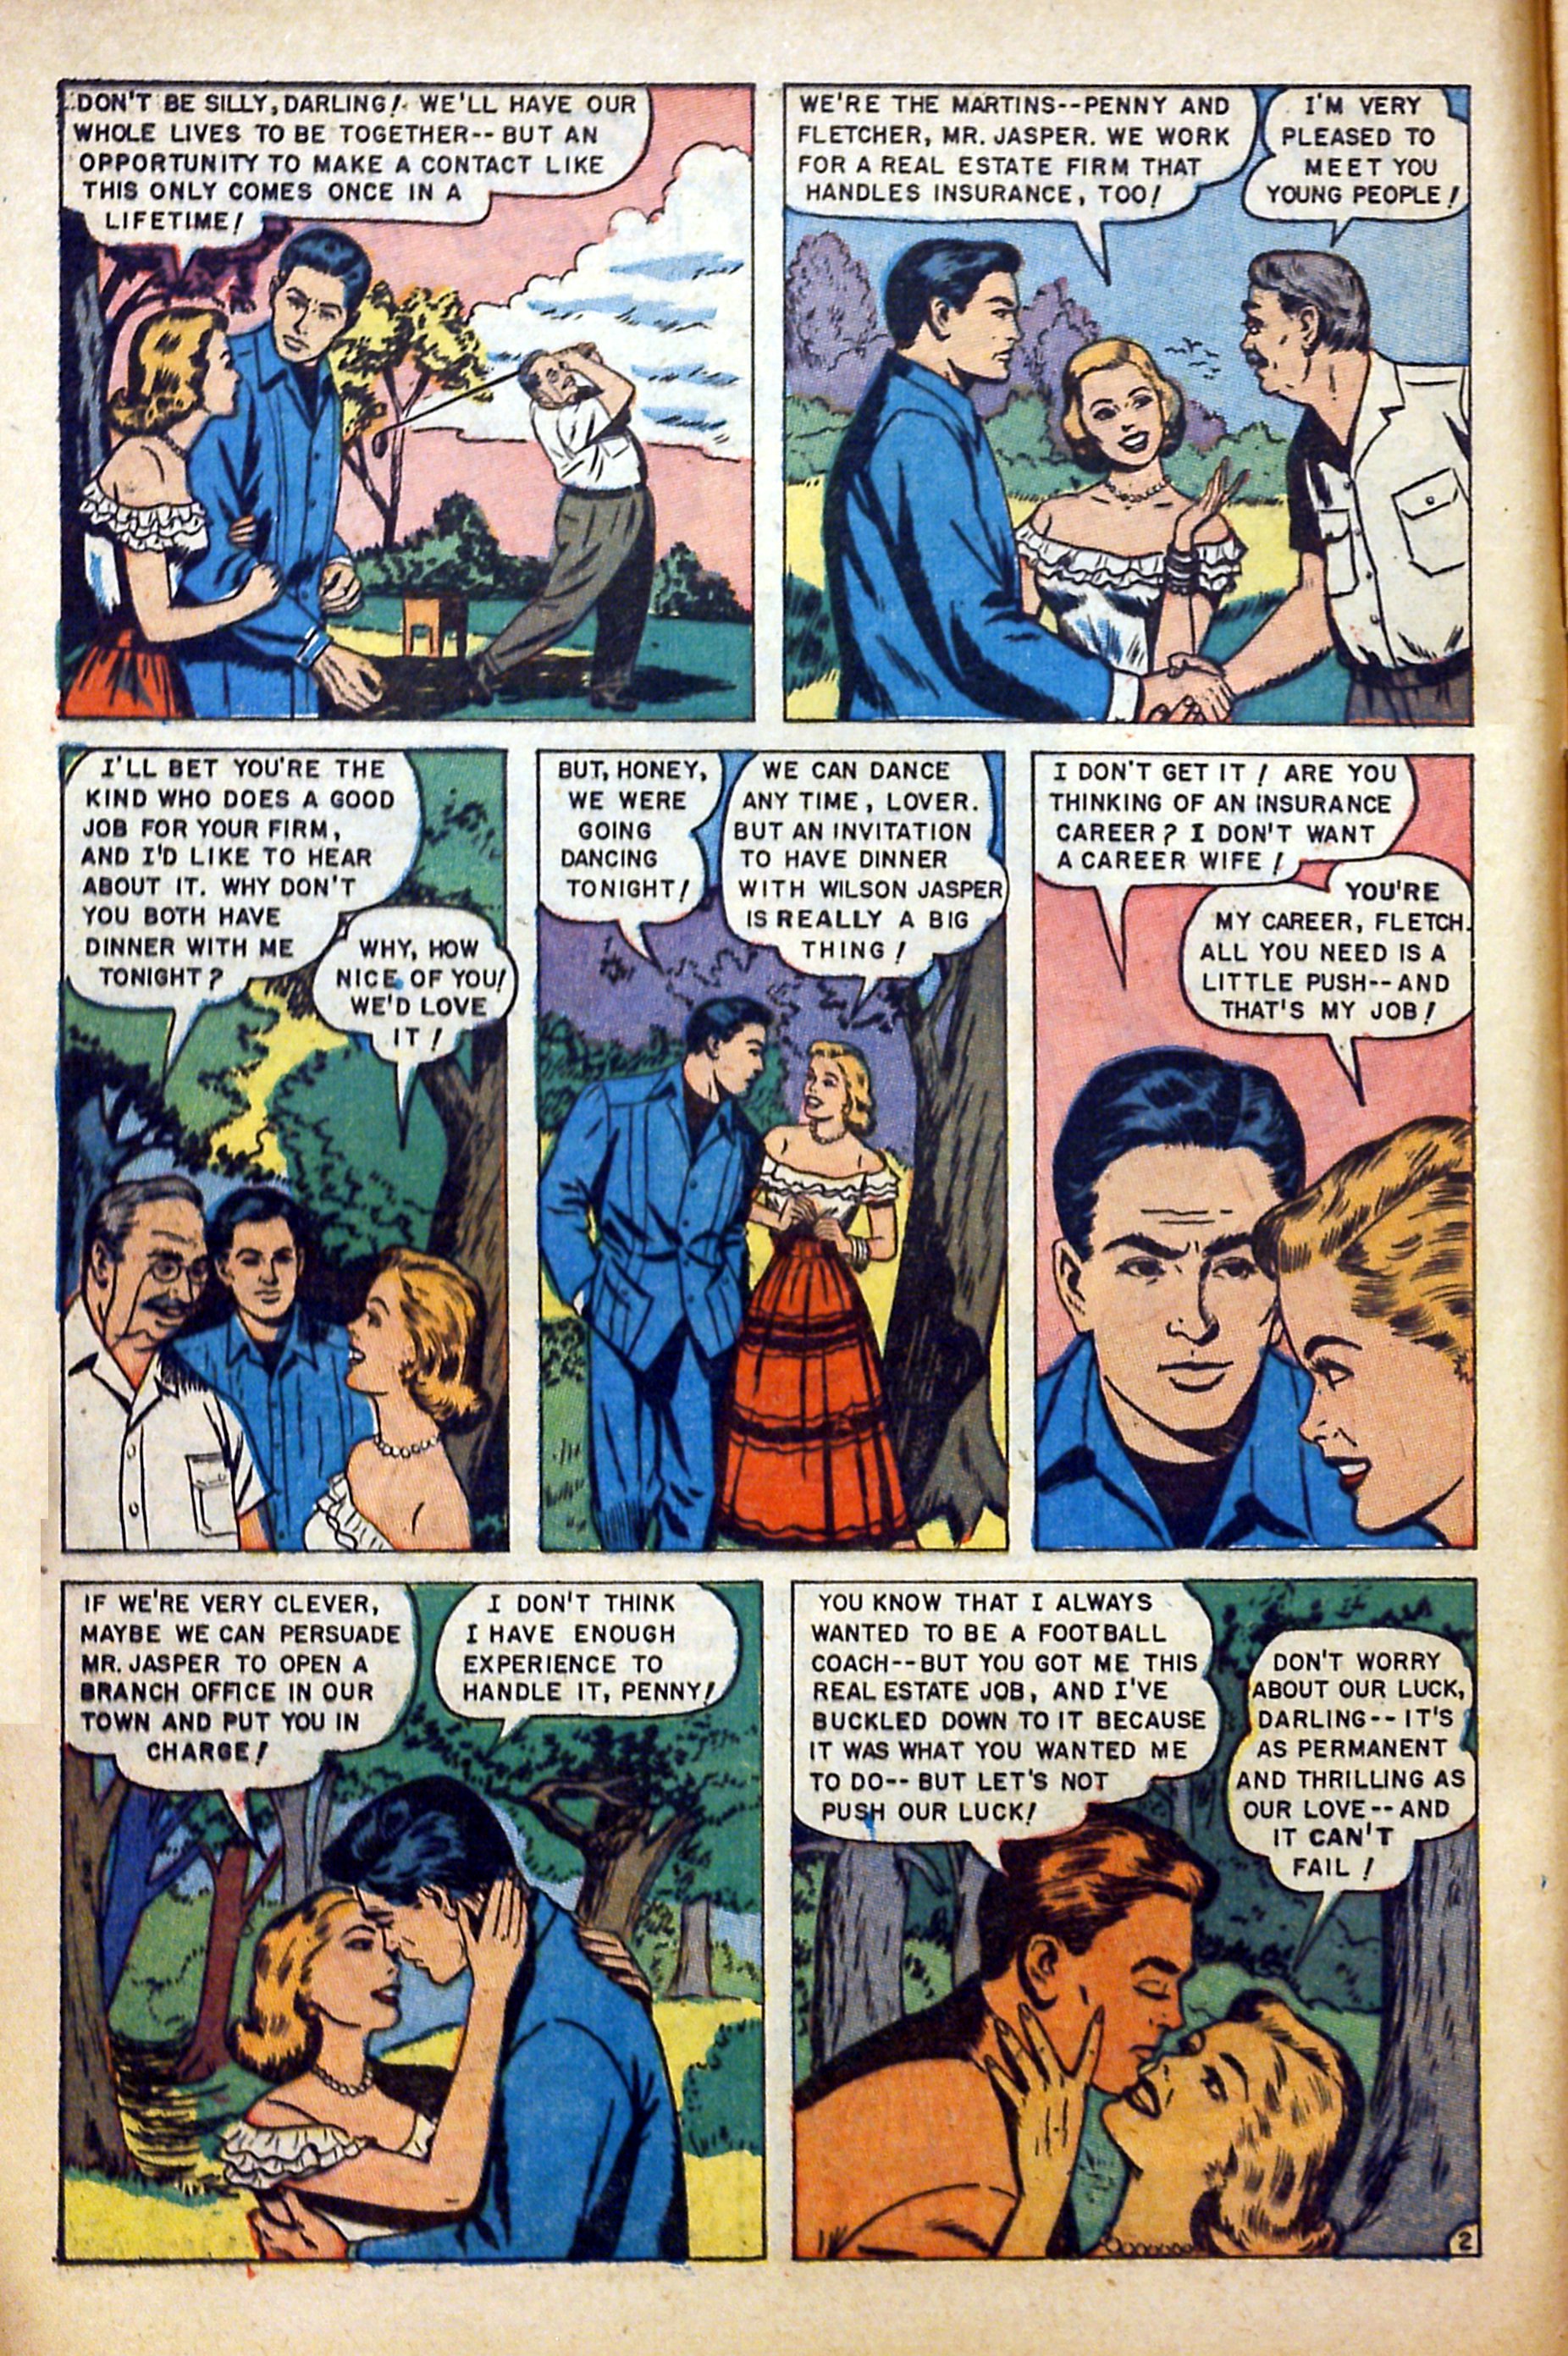 DON'T BE SILLY, DARLING! WE'LL HAVE OUR
WHOLE LIVES TO BE TOGETHER--BUT AN
OPPORTUNITY TO MAKE A CONTACT LIKE
THIS ONLY COMES ONCE IN A
LIFETIME!
WE'RE THE MARTINS--PENNY AND
FLETCHER, MR. JASPER. WE WORK
FOR A REAL ESTATE FIRM THAT
HANDLES INSURANCE, TOO!
I'M VERY
PLEASED TO
MEET YOU
YOUNG PEOPLE!
I'LL BET YOU'RE THE
KIND WHO DOES A GOOD
JOB FOR YOUR FIRM,
AND I'D LIKE TO HEAR
ABOUT IT. WHY DON'T
YOU BOTH HAVE
DINNER WITH ME
TONIGHT?
WHY, HOW
NICE OF YOU!
WE'D LOVE
IT!
BUT, HONEY,
WE WERE
GOING
DANCING
TONIGHT!
WE CAN DANCE
ANY TIME, LOVER.
BUT AN INVITATION
TO HAVE DINNER
WITH WILSON JASPER
IS REALLY A BIG
THING!
I DON'T GET IT! ARE YOU
THINKING OF AN INSURANCE
CAREER? I DON'T WANT
A CAREER WIFE!
YOU'RE
MY CAREER, FLETCH.
ALL YOU NEED IS A
LITTLE PUSH--AND
THAT'S MY JOB!
IF WE'RE VERY CLEVER,
MAYBE WE CAN PERSUADE
MR. JASPER TO OPEN A
BRANCH OFFICE IN OUR
TOWN AND PUT YOU IN
CHARGE!
I DON'T THINK
I HAVE ENOUGH
EXPERIENCE TO
HANDLE IT, PENNY!
YOU KNOW THAT I ALWAYS
WANTED TO BE A FOOTBALL
COACH--BUT YOU GOT ME THIS
REAL ESTATE JOB, AND I'VE
BUCKLED DOWN TO IT BECAUSE
IT WAS WHAT YOU WANTED ME
TO DO--BUT LET'S NOT
PUSH OUR LUCK!
DON'T WORRY
ABOUT OUR LUCK,
DARLING--IT'S
AS PERMANENT
AND THRILLING AS
OUR LOVE--AND
IT CAN'T
FAIL!
2